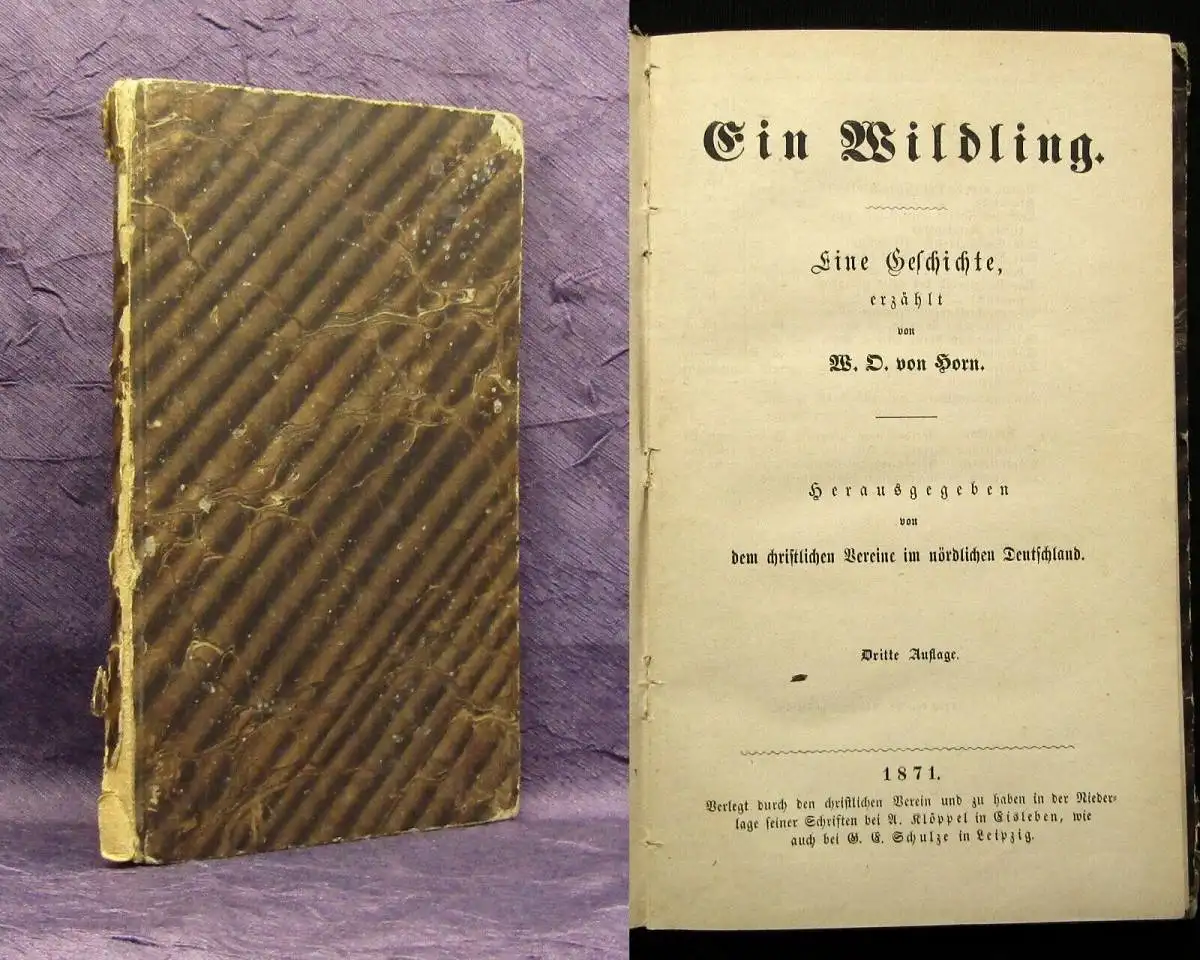 Ein Wildling.
Eine Geschichte,
erzählt
von
W. O. von Horn.
Herausgegeben
von
dem christlichen Vereine im nördlichen Deutschland.
Dritte Auflage.
1871.
Verlegt durch den christlichen Verein und zu haben in der Nieder-
lage seiner Schriften bei A. Klöppel in Eisleben, wie
auch bei G. E. Schulze in Leipzig.